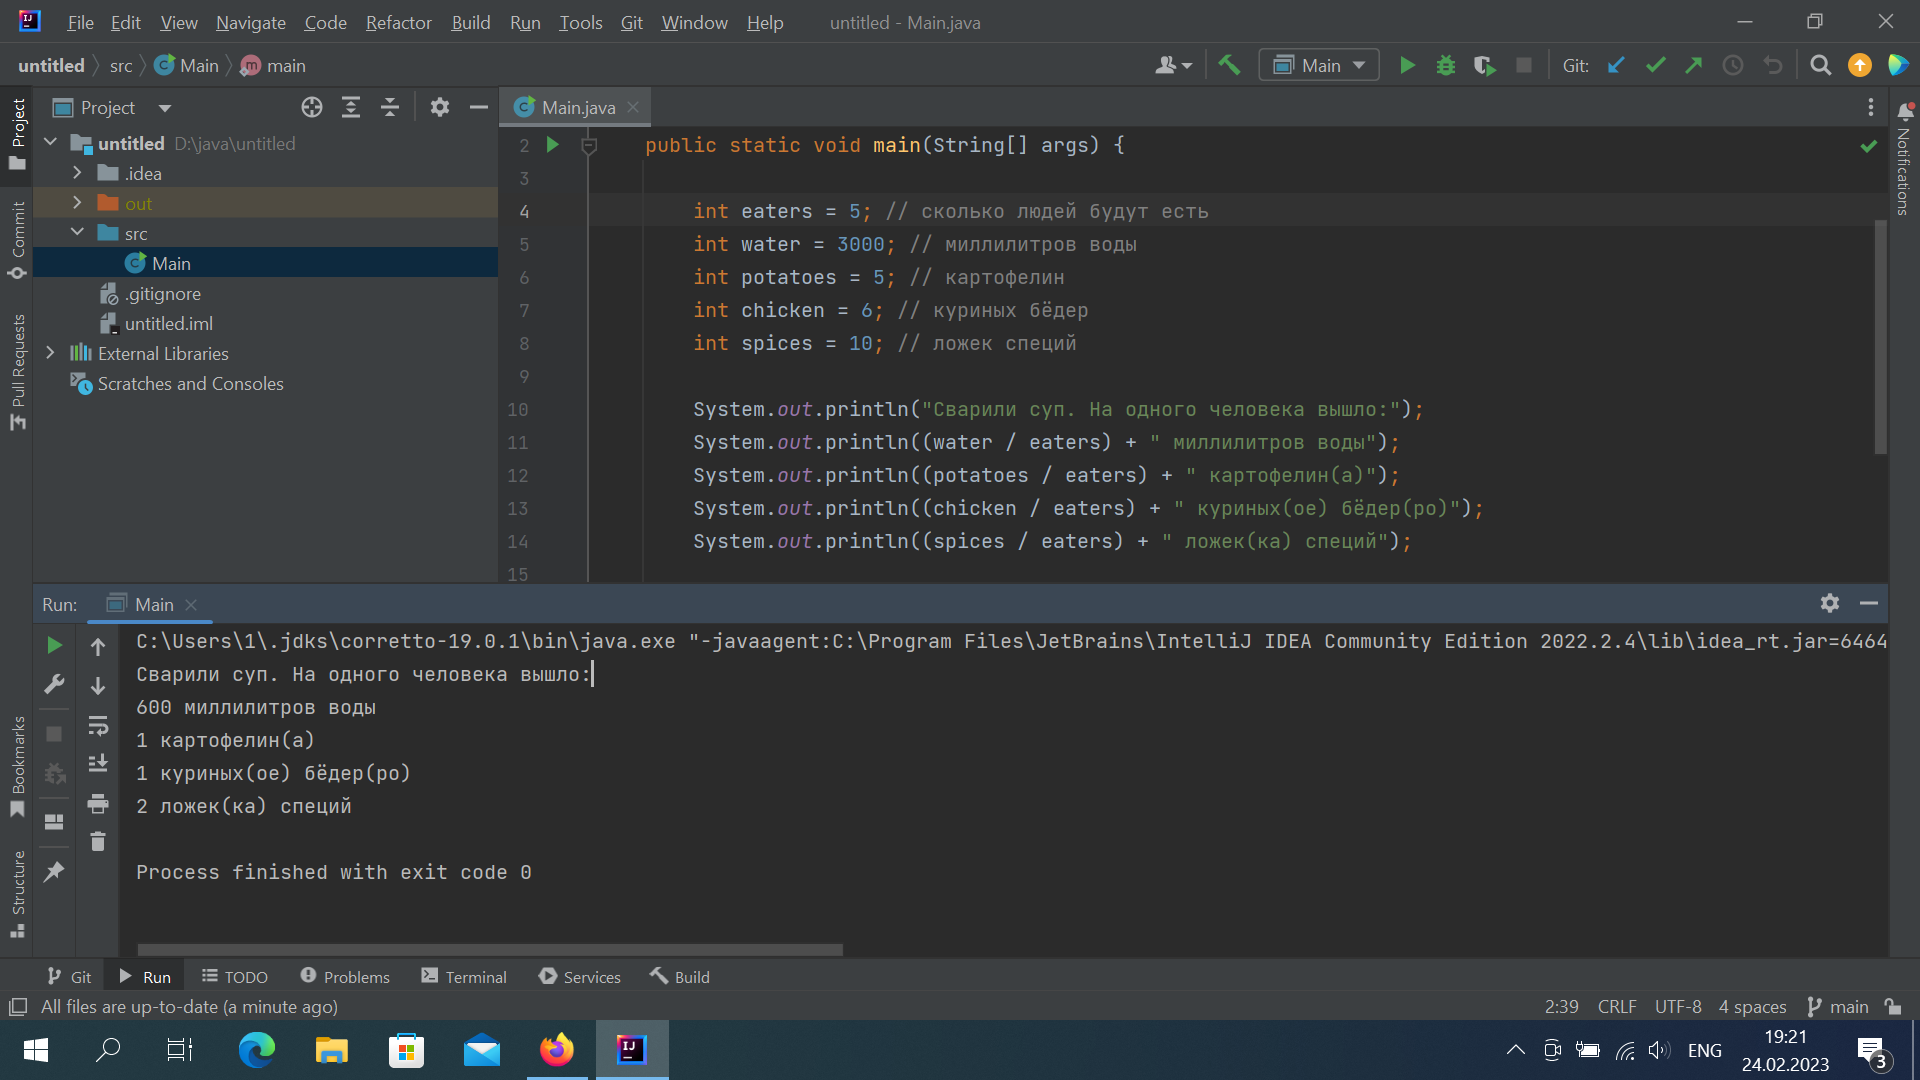 File Edit View Navigate Code Refactor Build Run Tools Git Window Help untitled - Main.java
untitled src Main main Main Git:
Project Main.java
Project
Commit
Pull Requests
Bookmarks
Structure
Notifications
untitled D:\java\untitled
.idea
out
src
Main
.gitignore
untitled.iml
External Libraries
Scratches and Consoles
2 public static void main(String[] args) {
3
4 int eaters = 5; // сколько людей будут есть
5 int water = 3000; // миллилитров воды
6 int potatoes = 5; // картофелин
7 int chicken = 6; // куриных бёдер
8 int spices = 10; // ложек специй
9
10 System.out.println("Сварили суп. На одного человека вышло:");
11 System.out.println((water / eaters) + " миллилитров воды");
12 System.out.println((potatoes / eaters) + " картофелин(а)");
13 System.out.println((chicken / eaters) + " куриных(ое) бёдер(ро)");
14 System.out.println((spices / eaters) + " ложек(ка) специй");
15
Run: Main
C:\Users\1\.jdks\corretto-19.0.1\bin\java.exe "-javaagent:C:\Program Files\JetBrains\IntelliJ IDEA Community Edition 2022.2.4\lib\idea_rt.jar=6464
Сварили суп. На одного человека вышло:
600 миллилитров воды
1 картофелин(а)
1 куриных(ое) бёдер(ро)
2 ложек(ка) специй
Process finished with exit code 0
Git Run TODO Problems Terminal Services Build
All files are up-to-date (a minute ago) 2:39 CRLF UTF-8 4 spaces main
ENG 19:21
24.02.2023 3